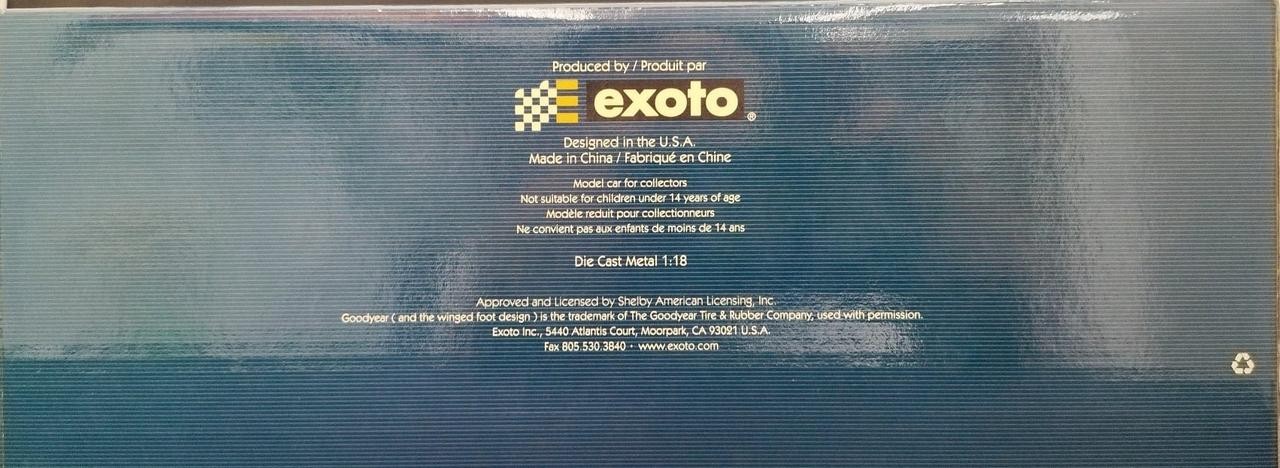 Produced by / Produit par
exoto®
Designed in the U.S.A.
Made in China / Fabriqué en Chine
Model car for collectors
Not suitable for children under 14 years of age
Modèle reduit pour collectionneurs
Ne convient pas aux enfants de moins de 14 ans
Die Cast Metal 1:18
Approved and Licensed by Shelby American Licensing, Inc.
Goodyear ( and the winged foot design ) is the trademark of The Goodyear Tire & Rubber Company, used with permission.
Exoto Inc., 5440 Atlantis Court, Moorpark, CA 93021 U.S.A.
Fax 805.530.3840 • www.exoto.com